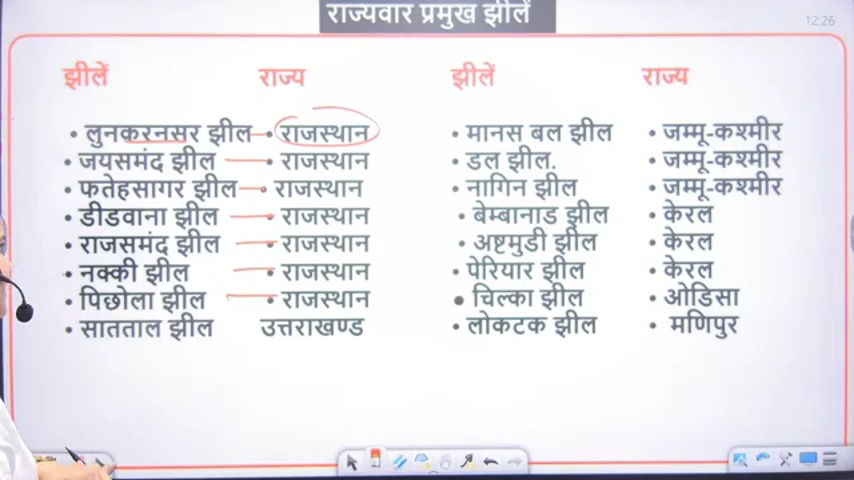 राज्यवार प्रमुख झीलें
12:26
झीलें राज्य झीलें राज्य
• लुनकरनसर झील • राजस्थान • मानस बल झील • जम्मू-कश्मीर
• जयसमंद झील • राजस्थान • डल झील. • जम्मू-कश्मीर
• फतेहसागर झील • राजस्थान • नागिन झील • जम्मू-कश्मीर
• डीडवाना झील • राजस्थान • बेम्बानाड झील • केरल
• राजसमंद झील • राजस्थान • अष्टमुडी झील • केरल
• नक्की झील • राजस्थान • पेरियार झील • केरल
• पिछोला झील • राजस्थान • चिल्का झील • ओडिसा
• सातताल झील उत्तराखण्ड • लोकटक झील • मणिपुर